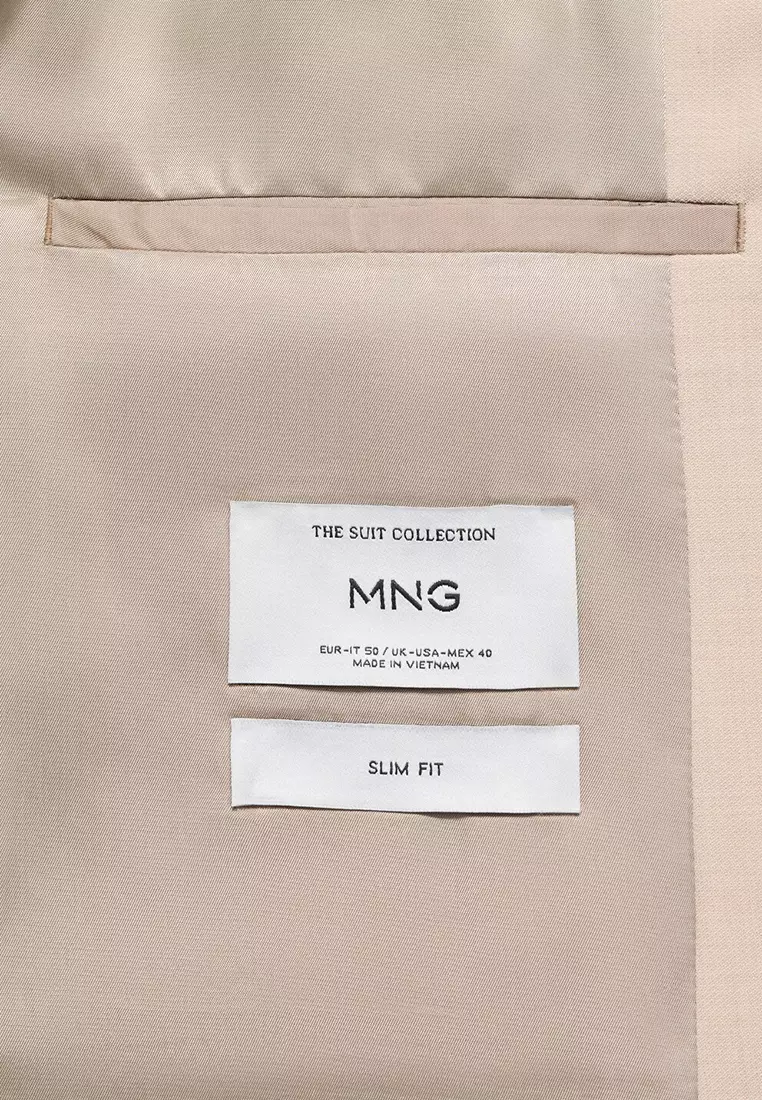 THE SUIT COLLECTION
MNG
EUR-IT 50 / UK-USA-MEX 40
MADE IN VIETNAM
SLIM FIT